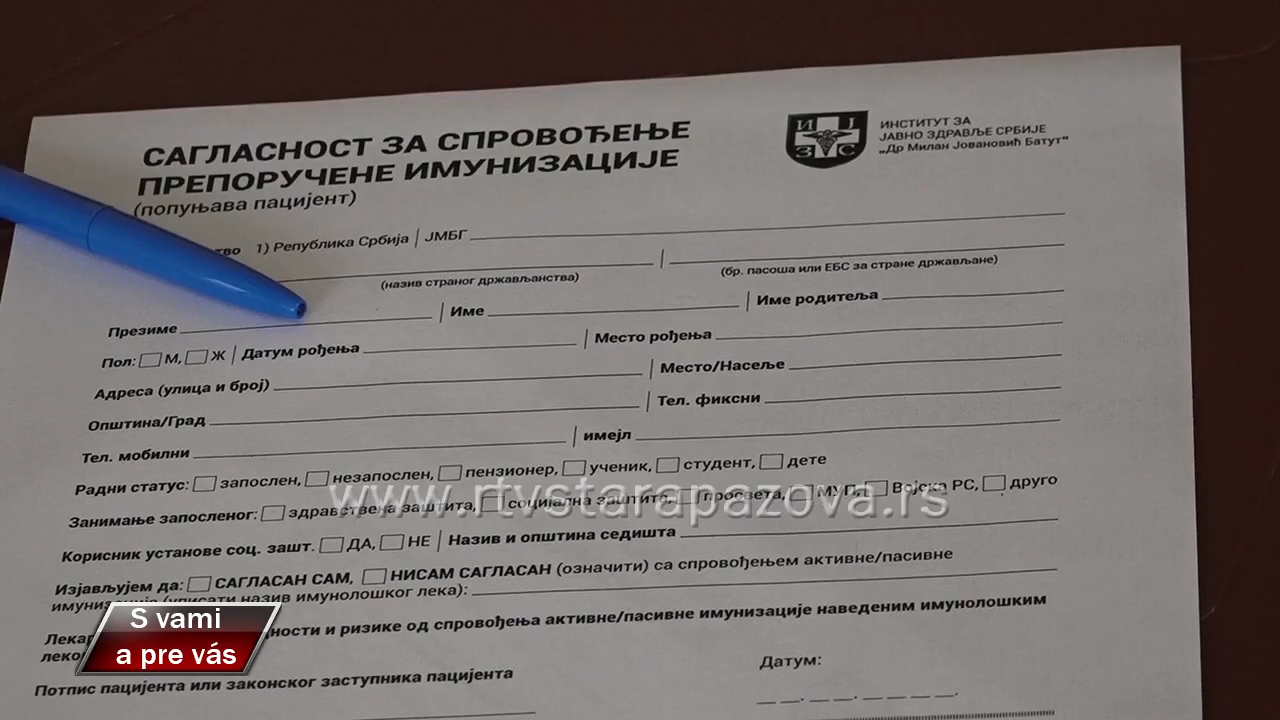 САГЛАСНОСТ ЗА СПРОВОЂЕЊЕ
ПРЕПОРУЧЕНЕ ИМУНИЗАЦИЈЕ
(попуњава пацијент)
И Ј З С
ИНСТИТУТ ЗА
ЈАВНО ЗДРАВЉЕ СРБИЈЕ
„Др Милан Јовановић Батут“
1) Република Србија | ЈМБГ
(назив страног држављанства) (бр. пасоша или ЕБС за стране држављане)
Презиме | Име | Име родитеља
Пол: М, Ж | Датум рођења | Место рођења
Адреса (улица и број) | Место/Насеље
Општина/Град | Тел. фиксни
Тел. мобилни | имејл
Радни статус: запослен, незапослен, пензионер, ученик, студент, дете
Занимање запосленог: здравствена заштита, социјална заштита, просвета, МУП, Војска РС, друго
www.rtvstarapazova.rs
Корисник установе соц. зашт. ДА, НЕ | Назив и општина седишта
Изјављујем да: САГЛАСАН САМ, НИСАМ САГЛАСАН (означити) са спровођењем активне/пасивне
имунизације (уписати назив имунолошког лека):
и ризике од спровођења активне/пасивне имунизације наведеним имунолошким
S vami
a pre vás
Потпис пацијента или законског заступника пацијента
Датум: